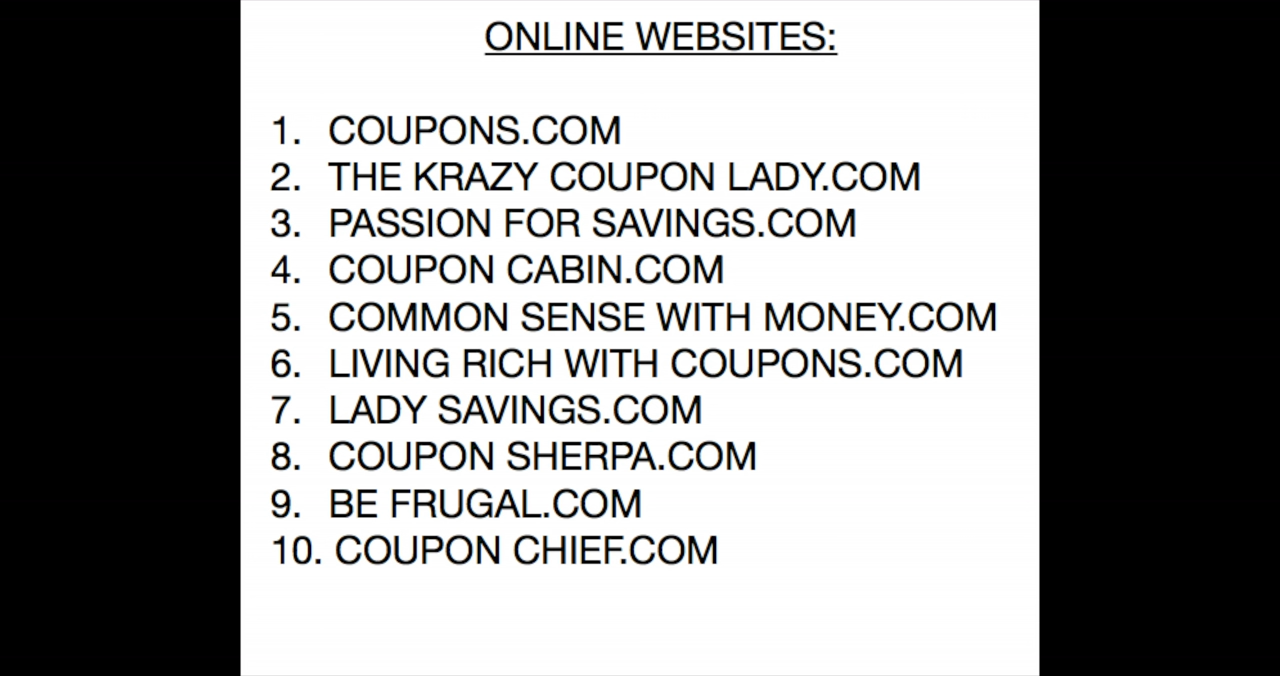 ONLINE WEBSITES:
1. COUPONS.COM
2. THE KRAZY COUPON LADY.COM
3. PASSION FOR SAVINGS.COM
4. COUPON CABIN.COM
5. COMMON SENSE WITH MONEY.COM
6. LIVING RICH WITH COUPONS.COM
7. LADY SAVINGS.COM
8. COUPON SHERPA.COM
9. BE FRUGAL.COM
10. COUPON CHIEF.COM